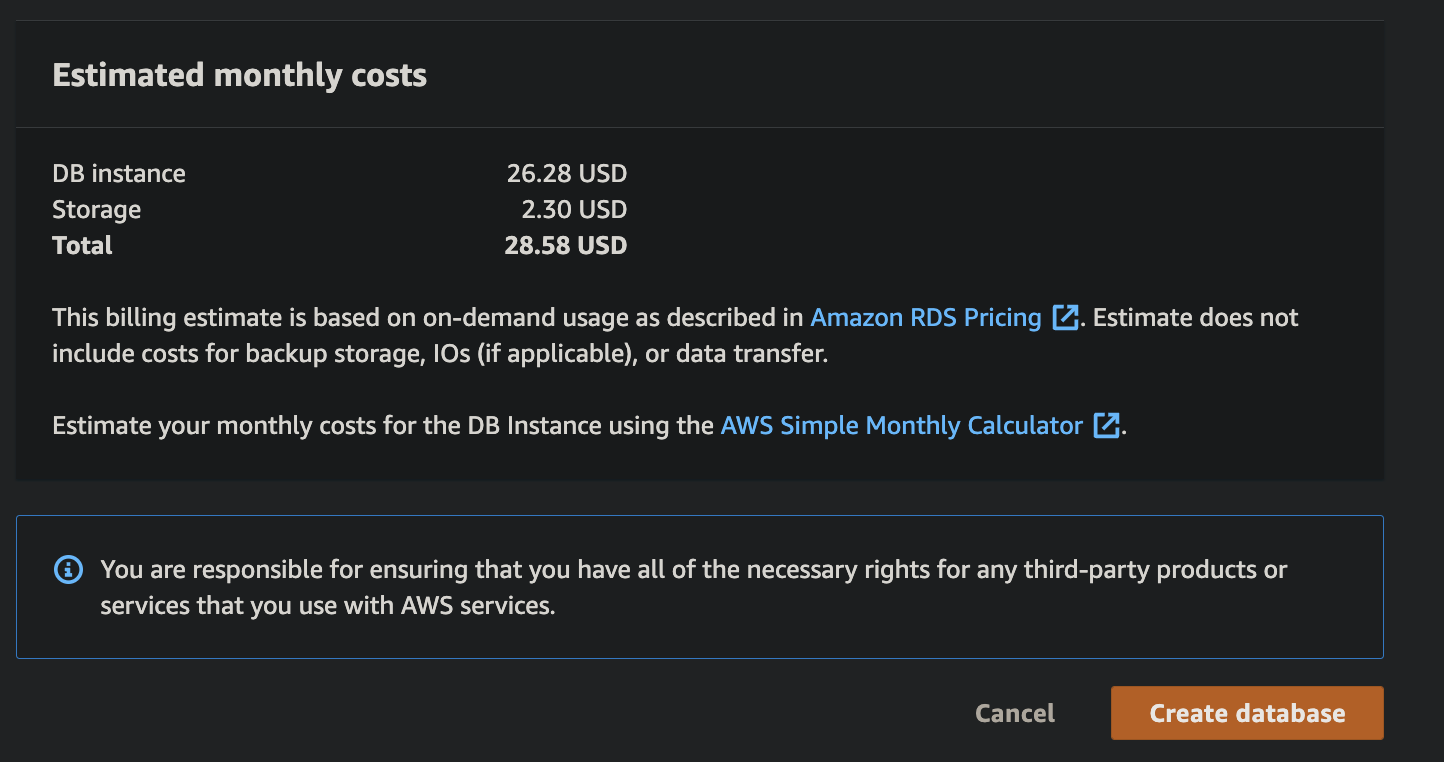 Estimated monthly costs
DB instance 26.28 USD
Storage 2.30 USD
Total 28.58 USD
This billing estimate is based on on-demand usage as described in Amazon RDS Pricing . Estimate does not
include costs for backup storage, IOs (if applicable), or data transfer.
Estimate your monthly costs for the DB Instance using the AWS Simple Monthly Calculator .
You are responsible for ensuring that you have all of the necessary rights for any third-party products or
services that you use with AWS services.
Cancel Create database